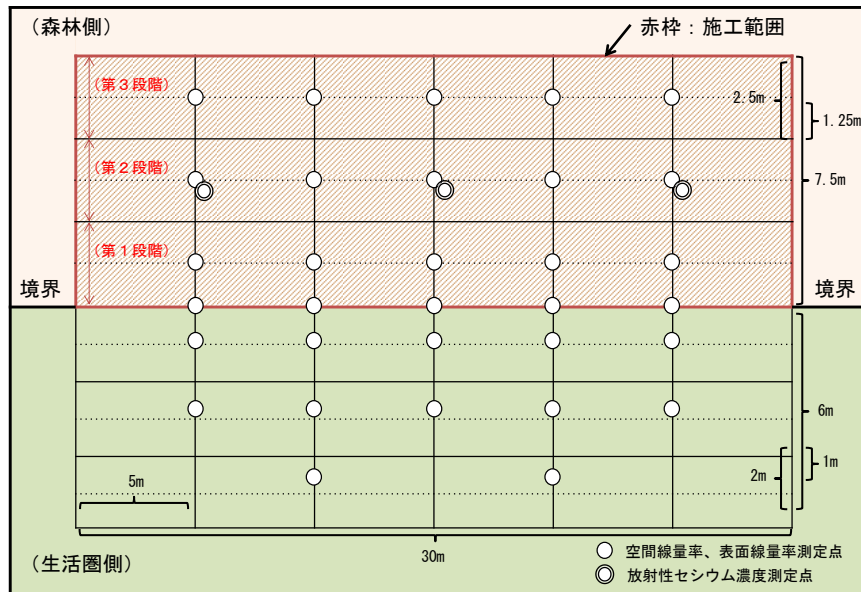 (森林側)
赤枠:施工範囲
(第3段階)
2.5m
1.25m
(第2段階)
7.5m
(第1段階)
境界
境界
6m
1m
2m
5m
30m
(生活圏側)
空間線量率、表面線量率測定点
放射性セシウム濃度測定点